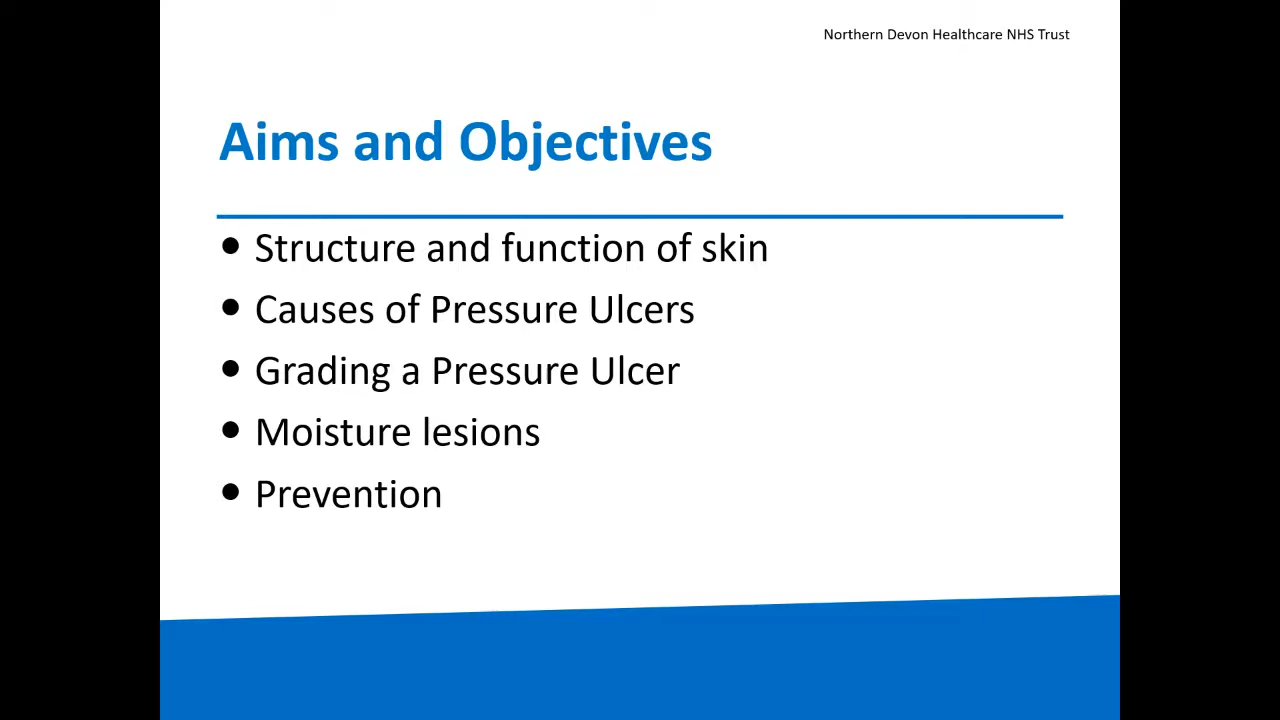 Northern Devon Healthcare NHS Trust
Aims and Objectives
• Structure and function of skin
• Causes of Pressure Ulcers
• Grading a Pressure Ulcer
• Moisture lesions
• Prevention